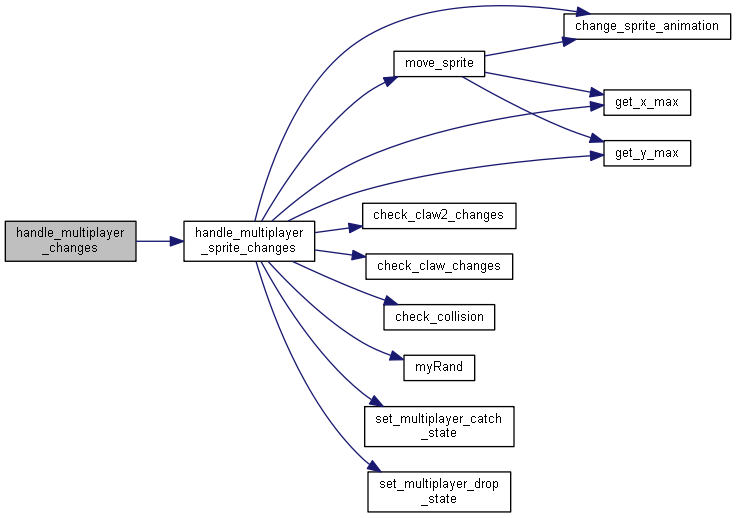 handle_multiplayer
_changes
handle_multiplayer
_sprite_changes
change_sprite_animation
move_sprite
get_x_max
get_y_max
check_claw2_changes
check_claw_changes
check_collision
myRand
set_multiplayer_catch
_state
set_multiplayer_drop
_state